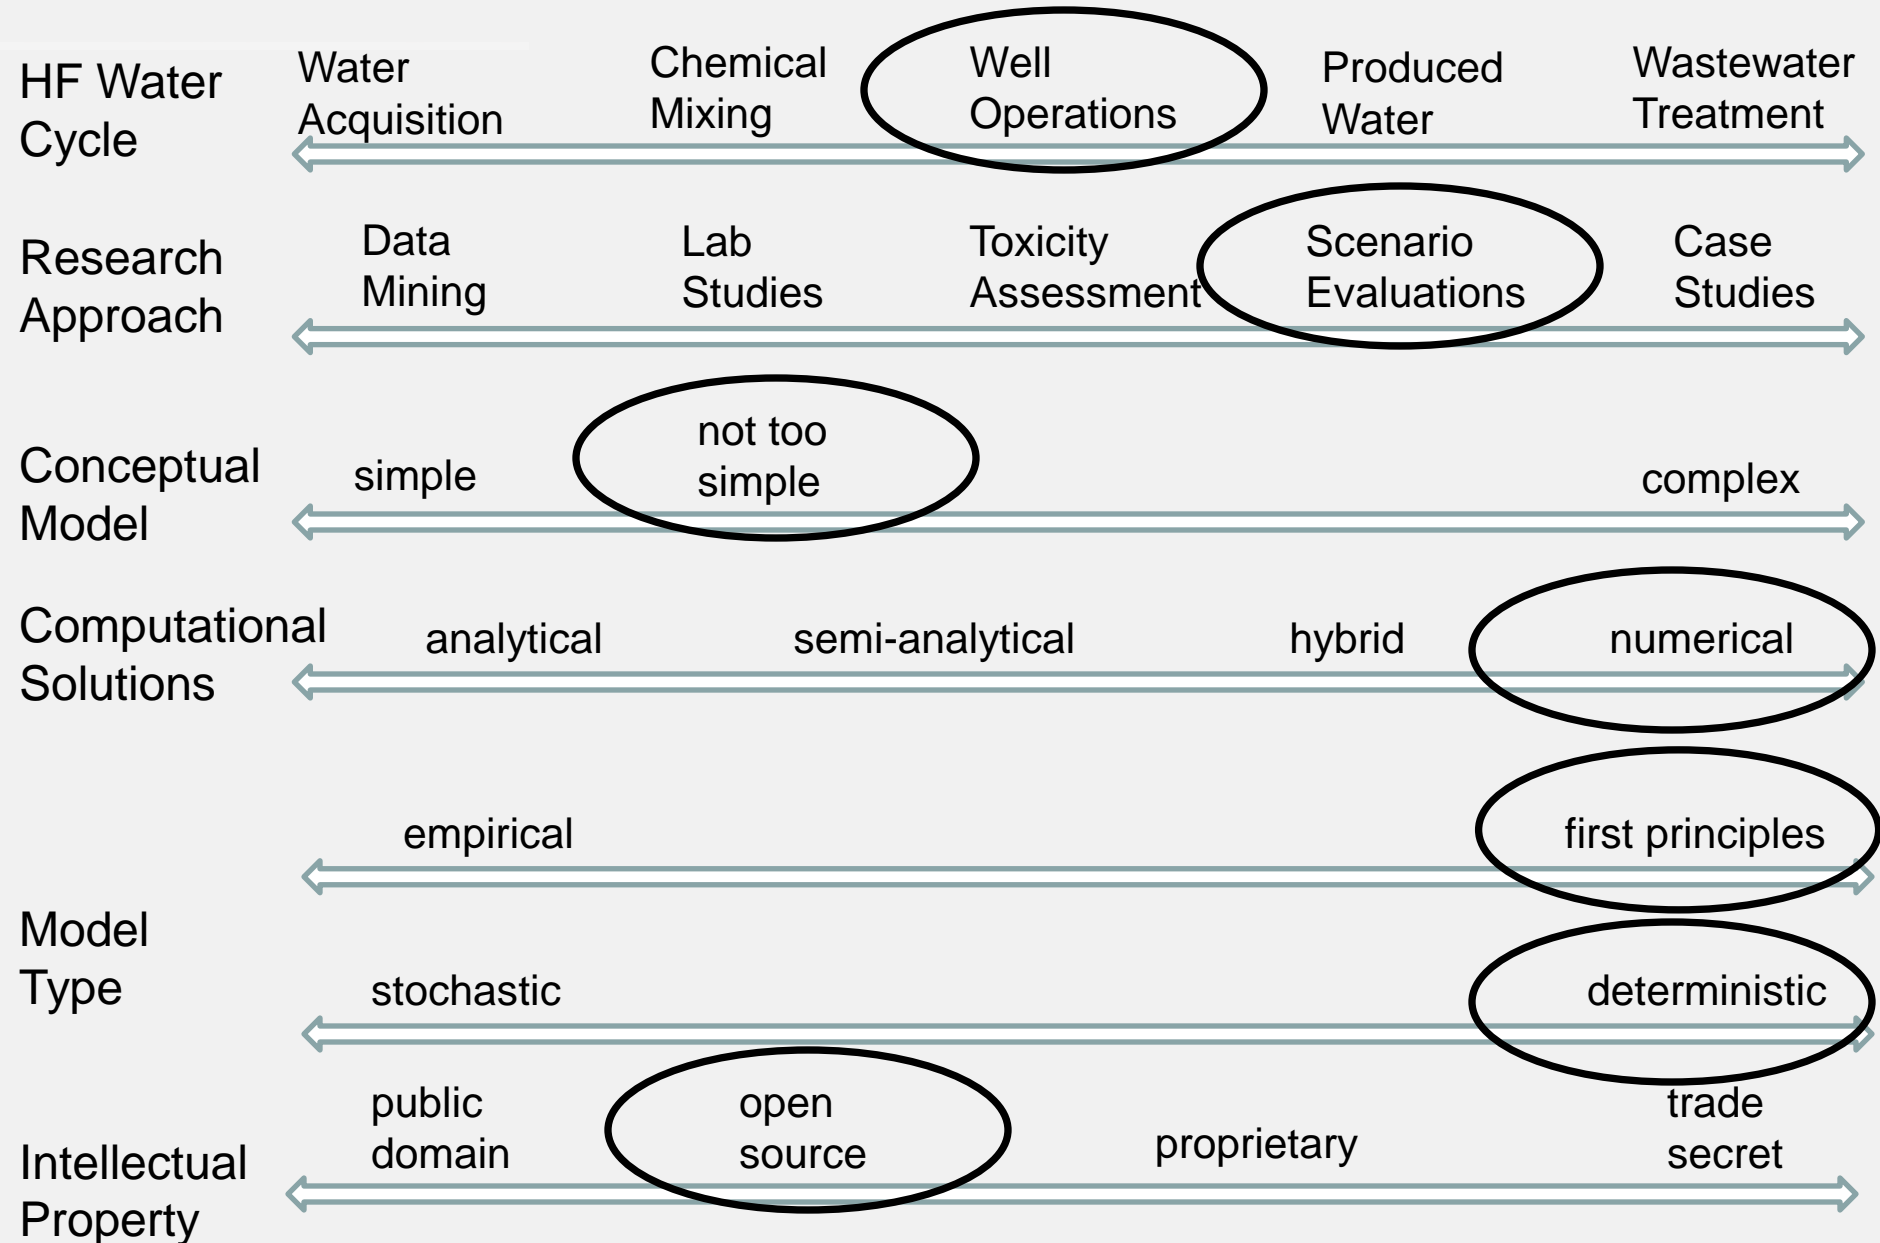 HF Water
Cycle
Water
Acquisition
Chemical
Mixing
Well
Operations
Produced
Water
Wastewater
Treatment
Research
Approach
Data
Mining
Lab
Studies
Toxicity
Assessment
Scenario
Evaluations
Case
Studies
Conceptual
Model
simple
not too
simple
complex
Computational
Solutions
analytical
semi-analytical
hybrid
numerical
Model
Type
empirical
first principles
stochastic
deterministic
Intellectual
Property
public
domain
open
source
proprietary
trade
secret